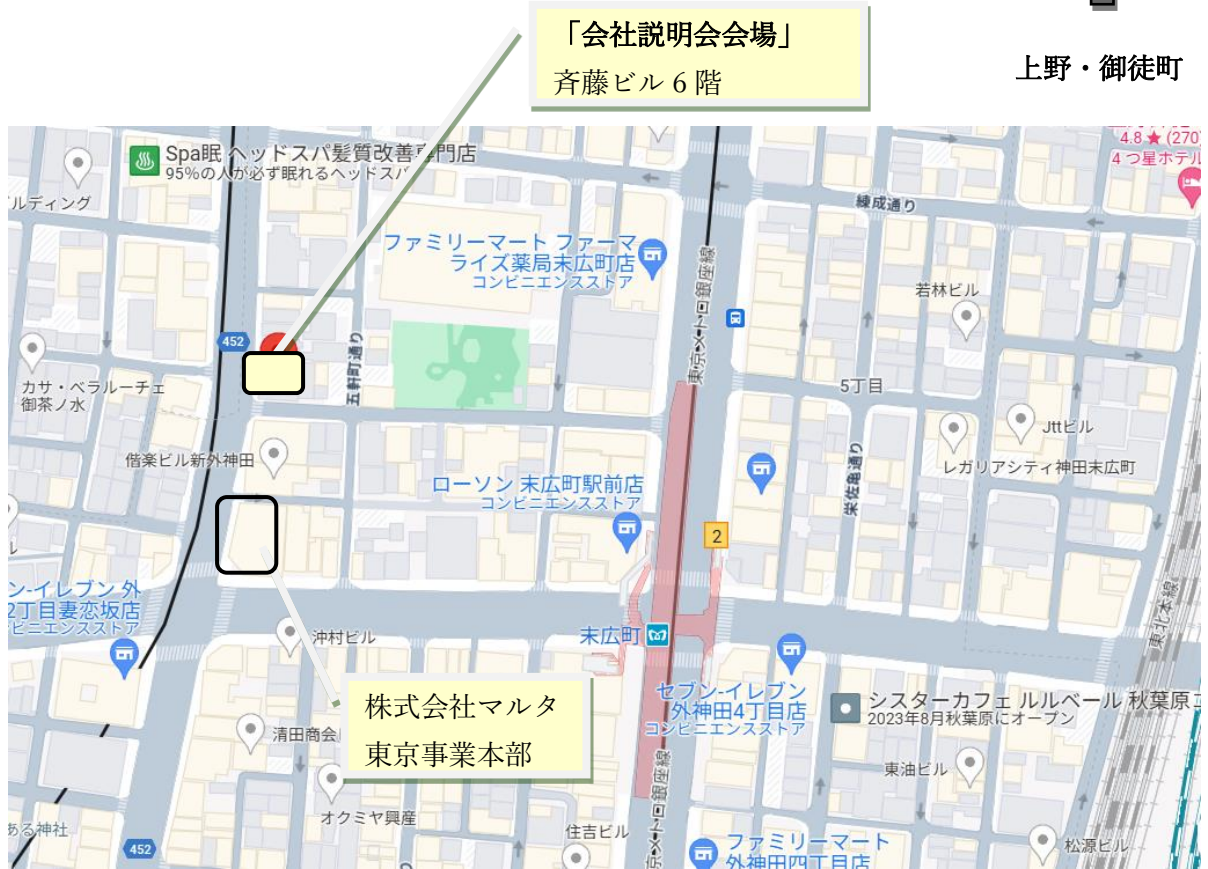 「会社説明会会場」
斉藤ビル6階
上野・御徒町
4.8 ★ (270)
4 つ星ホテル
Spa眠 ヘッドスパ髪質改善専門店
95%の人が必ず眠れるヘッドスパ
ルディング
練成通り
ファミリーマート ファーマ
ライズ薬局末広町店
コンビニエンスストア
東京メトロ銀座線
若林ビル
452
五軒町通り
カサ・ベラルーチェ
御茶ノ水
5丁目
Jttビル
レガリアシティ神田末広町
偕楽ビル新外神田
ローソン 末広町駅前店
コンビニエンスストア
栄佐亀通り
2
ン-イレブン 外
2丁目妻恋坂店
ビニエンスストア
東北本線
沖村ビル
末広町
セブン-イレブン
外神田4丁目店
コンビニエンスストア
シスターカフェ ルルベール 秋葉原
2023年8月秋葉原にオープン
株式会社マルタ
東京事業本部
清田商会
東油ビル
オクミヤ興産
住吉ビル
京メトロ銀座線
ある神社
452
ファミリーマート
外神田四丁目店
松源ビル